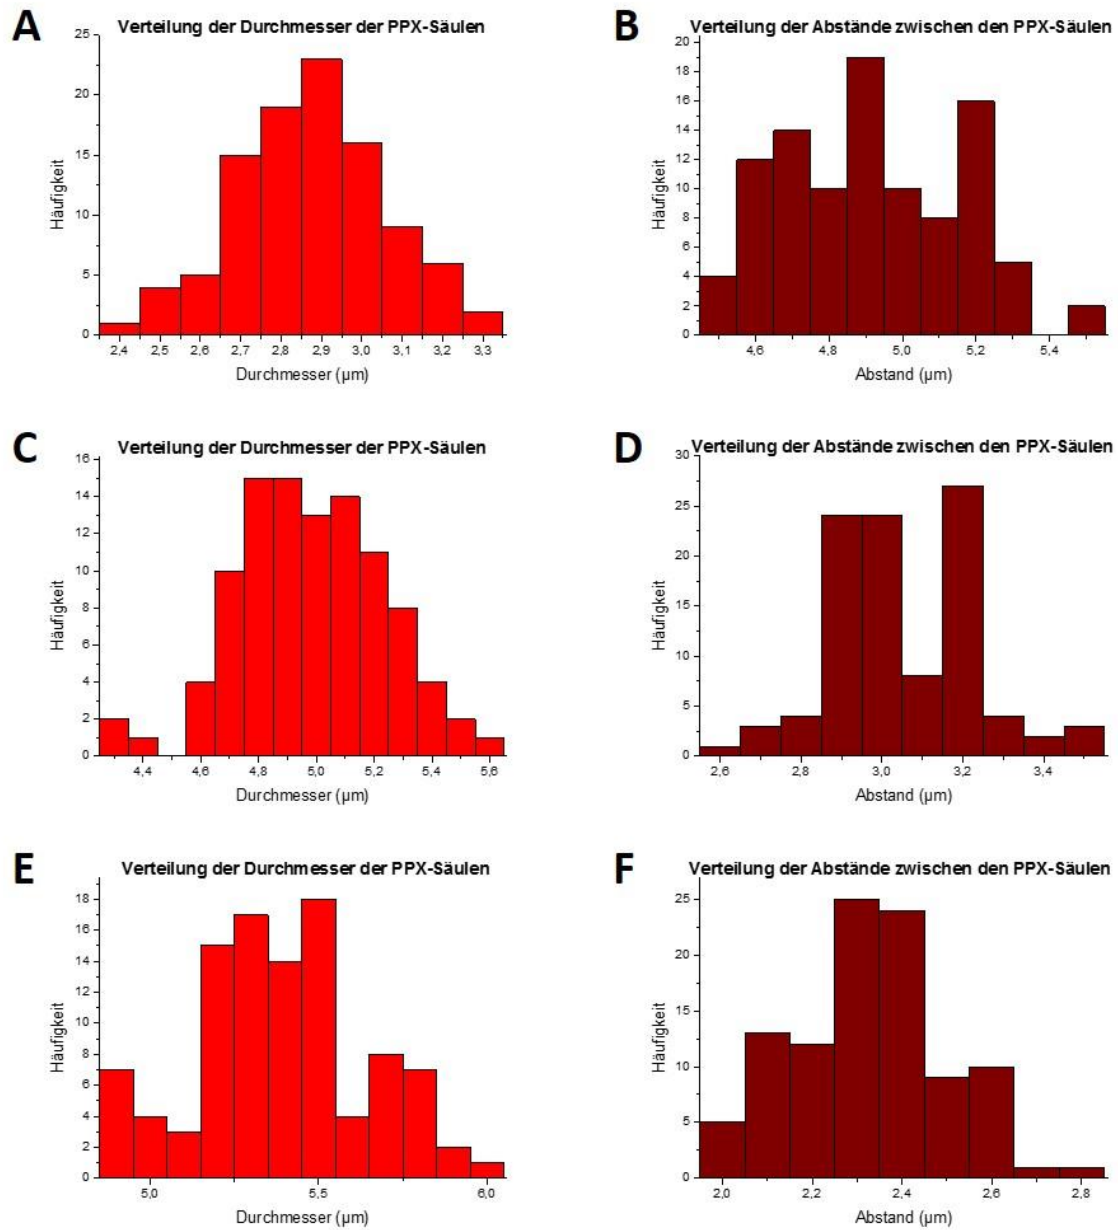 A
Verteilung der Durchmesser der PPX-Säulen
25
20
15
10
5
0
Häufigkeit
2,4 2,5 2,6 2,7 2,8 2,9 3,0 3,1 3,2 3,3
Durchmesser (µm)
B
Verteilung der Abstände zwischen den PPX-Säulen
20
18
16
14
12
10
8
6
4
2
0
Häufigkeit
4,6 4,8 5,0 5,2 5,4
Abstand (µm)
C
Verteilung der Durchmesser der PPX-Säulen
16
14
12
10
8
6
4
2
0
Häufigkeit
4,4 4,6 4,8 5,0 5,2 5,4 5,6
Durchmesser (µm)
D
Verteilung der Abstände zwischen den PPX-Säulen
30
25
20
15
10
5
0
Häufigkeit
2,6 2,8 3,0 3,2 3,4
Abstand (µm)
E
Verteilung der Durchmesser der PPX-Säulen
18
16
14
12
10
8
6
4
2
0
Häufigkeit
5,0 5,5 6,0
Durchmesser (µm)
F
Verteilung der Abstände zwischen den PPX-Säulen
25
20
15
10
5
0
Häufigkeit
2,0 2,2 2,4 2,6 2,8
Abstand (µm)